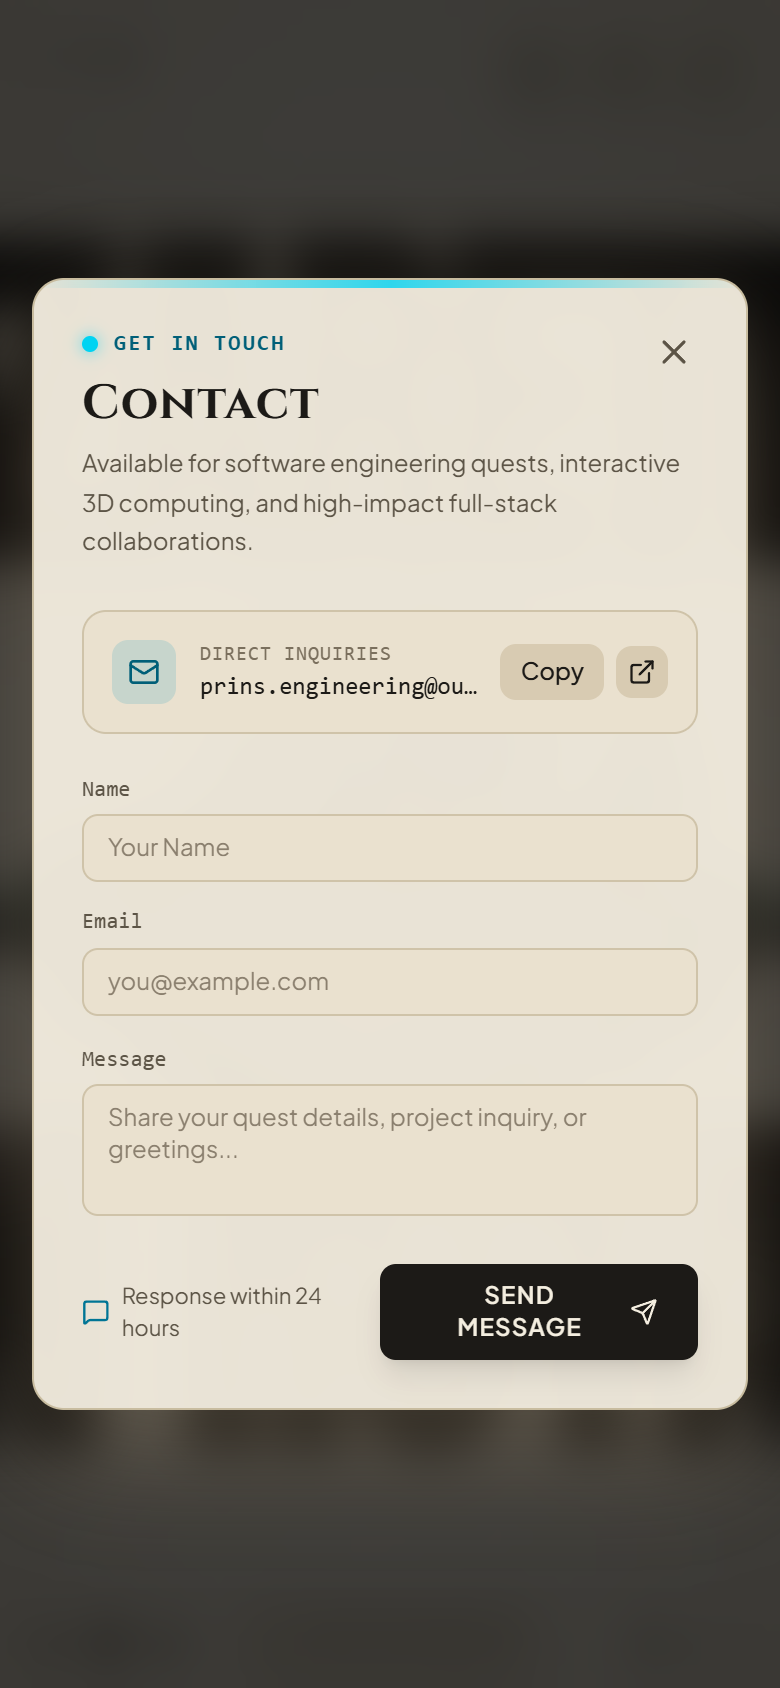 GET IN TOUCH
CONTACT
Available for software engineering quests, interactive
3D computing, and high-impact full-stack
collaborations.
DIRECT INQUIRIES
prins.engineering@ou…
Copy
Name
Your Name
Email
you@example.com
Message
Share your quest details, project inquiry, or
greetings...
Response within 24
hours
SEND
MESSAGE